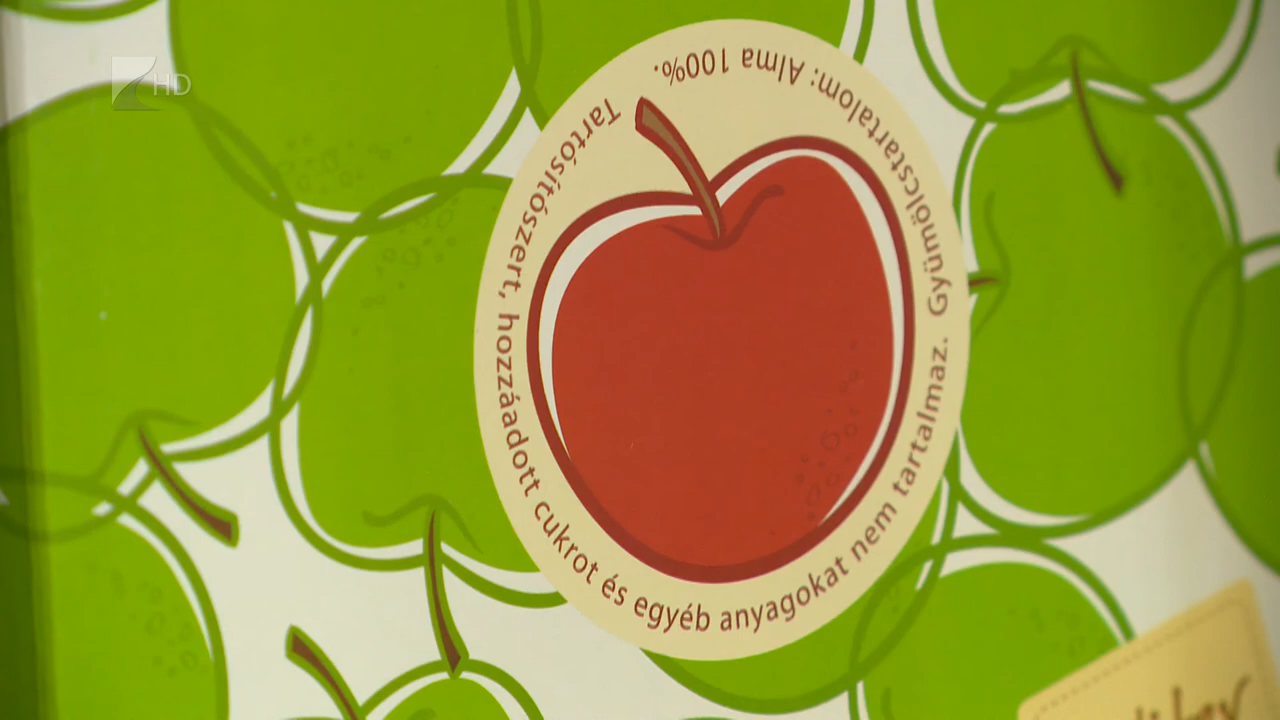 HD
Tartósítószert, hozzáadott cukrot és egyéb anyagokat nem tartalmaz.
Gyümölcstartalom: Alma 100%.